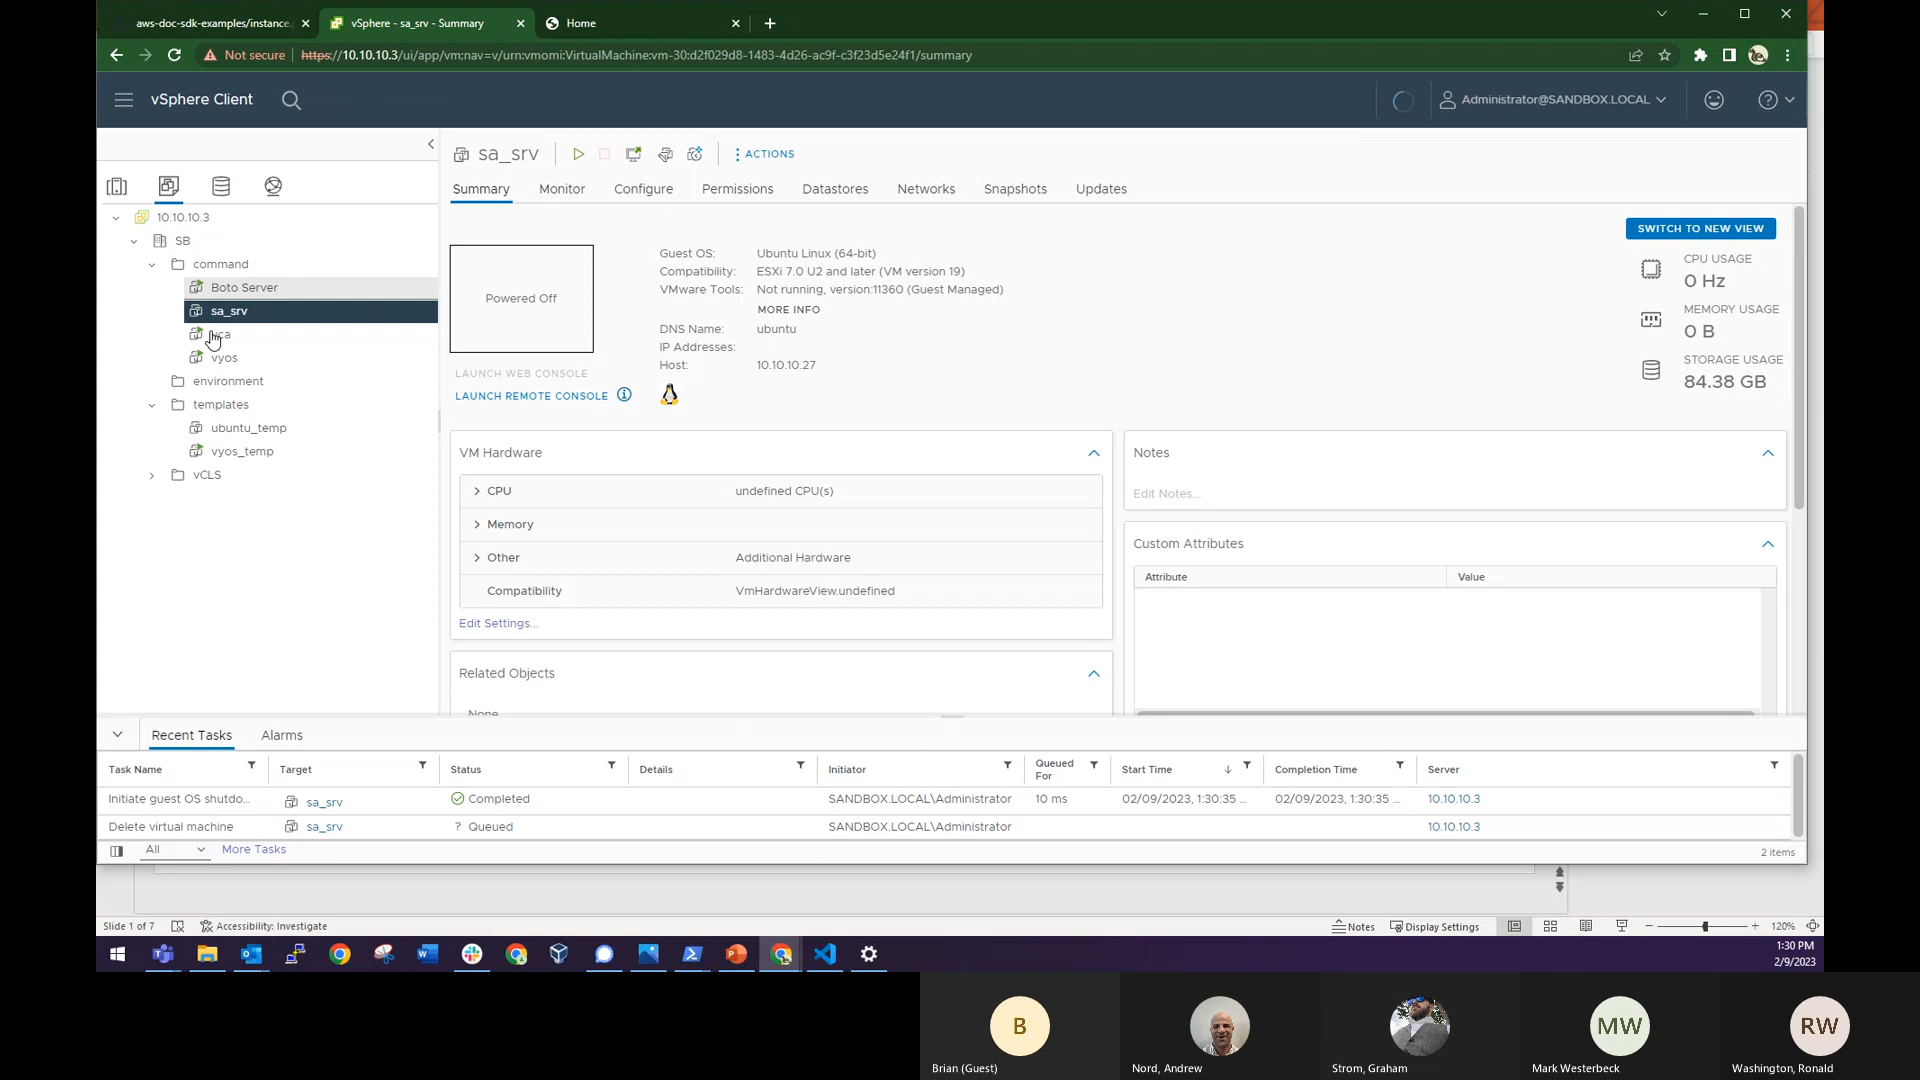 aws-doc-sdk-examples/instance.
vSphere - sa_srv - Summary
Home
Not secure
https://10.10.10.3/ui/app/vm;nav=v/urn:vmomi:VirtualMachine:vm-30:d2f029d8-1483-4d26-ac9f-c3f23d5e24f1/summary
vSphere Client
Administrator@SANDBOX.LOCAL
sa_srv
ACTIONS
Summary
Monitor
Configure
Permissions
Datastores
Networks
Snapshots
Updates
10.10.10.3
SB
command
Boto Server
sa_srv
vyos
environment
templates
ubuntu_temp
vyos_temp
vCLS
Powered Off
LAUNCH WEB CONSOLE
LAUNCH REMOTE CONSOLE
Guest OS: Ubuntu Linux (64-bit)
Compatibility: ESXi 7.0 U2 and later (VM version 19)
VMware Tools: Not running, version:11360 (Guest Managed)
MORE INFO
DNS Name: ubuntu
IP Addresses:
Host: 10.10.10.27
SWITCH TO NEW VIEW
CPU USAGE
0 Hz
MEMORY USAGE
0 B
STORAGE USAGE
84.38 GB
VM Hardware
CPU undefined CPU(s)
Memory
Other Additional Hardware
Compatibility VmHardwareView.undefined
Edit Settings...
Related Objects
None
Notes
Edit Notes...
Custom Attributes
Attribute Value
Recent Tasks Alarms
Task Name Target Status Details Initiator Queued For Start Time Completion Time Server
Initiate guest OS shutdo... sa_srv Completed SANDBOX.LOCAL\Administrator 10 ms 02/09/2023, 1:30:35 ... 02/09/2023, 1:30:35 ... 10.10.10.3
Delete virtual machine sa_srv ? Queued SANDBOX.LOCAL\Administrator 10.10.10.3
All More Tasks 2 items
Slide 1 of 7 Accessibility: Investigate Notes Display Settings 120%
1:30 PM
2/9/2023
B MW RW
Brian (Guest) Nord, Andrew Strom, Graham Mark Westerbeck Washington, Ronald